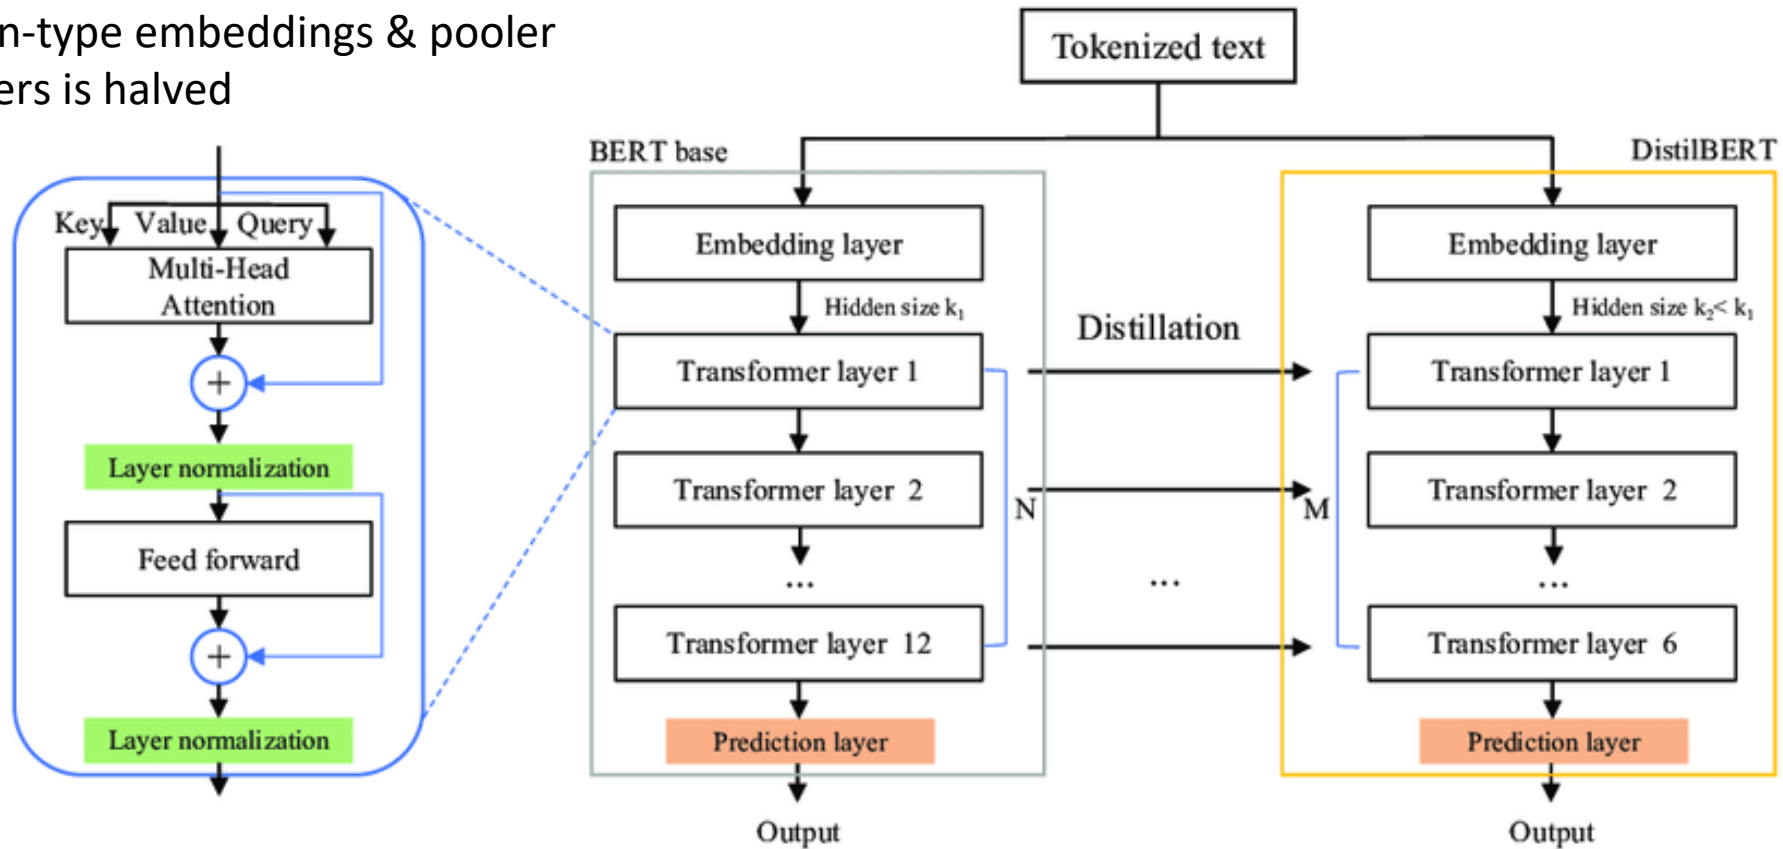 n-type embeddings & pooler
ers is halved
Tokenized text
BERT base
DistilBERT
Key
Value
Query
Multi-Head
Attention
+
Layer normalization
Feed forward
+
Layer normalization
Embedding layer
Hidden size k₁
Transformer layer 1
Transformer layer 2
...
Transformer layer 12
Prediction layer
Output
N
Distillation
...
M
Embedding layer
Hidden size k₂< k₁
Transformer layer 1
Transformer layer 2
...
Transformer layer 6
Prediction layer
Output